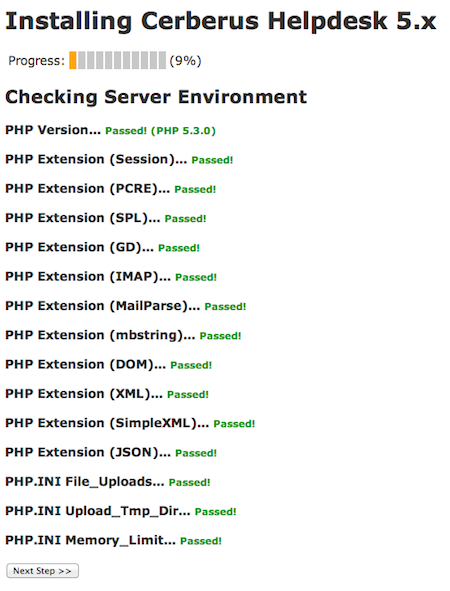 Installing Cerberus Helpdesk 5.x
Progress: (9%)
Checking Server Environment
PHP Version... Passed! (PHP 5.3.0)
PHP Extension (Session)... Passed!
PHP Extension (PCRE)... Passed!
PHP Extension (SPL)... Passed!
PHP Extension (GD)... Passed!
PHP Extension (IMAP)... Passed!
PHP Extension (MailParse)... Passed!
PHP Extension (mbstring)... Passed!
PHP Extension (DOM)... Passed!
PHP Extension (XML)... Passed!
PHP Extension (SimpleXML)... Passed!
PHP Extension (JSON)... Passed!
PHP.INI File_Uploads... Passed!
PHP.INI Upload_Tmp_Dir... Passed!
PHP.INI Memory_Limit... Passed!
Next Step >>